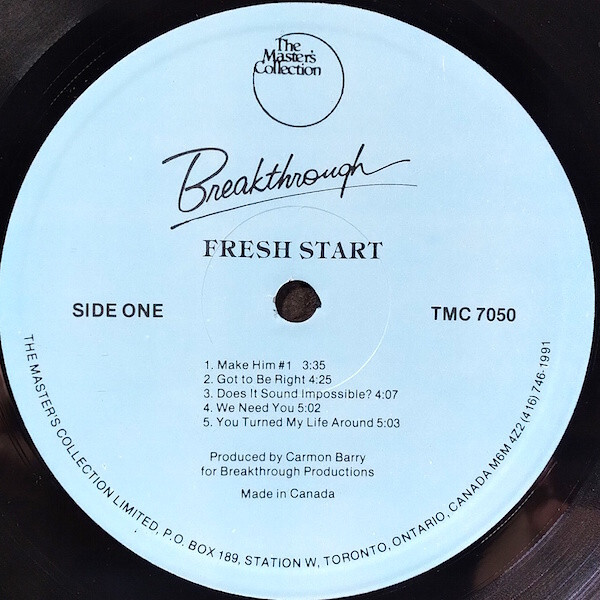 The
Master's
Collection
Breakthrough
FRESH START
SIDE ONE
TMC 7050
1. Make Him #1 3:35
2. Got to Be Right 4:25
3. Does It Sound Impossible? 4:07
4. We Need You 5:02
5. You Turned My Life Around 5:03
Produced by Carmon Barry
for Breakthrough Productions
Made in Canada
THE MASTER'S COLLECTION LIMITED, P.O. BOX 189, STATION W, TORONTO, ONTARIO, CANADA M6M 4Z2 (416) 746-1991